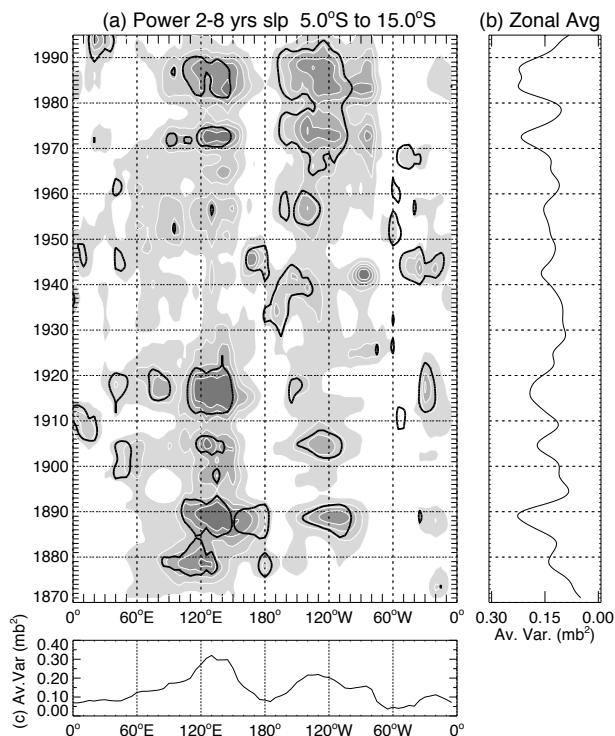 (a) Power 2-8 yrs slp 5.0°S to 15.0°S
(b) Zonal Avg
1990
1980
1970
1960
1950
1940
1930
1920
1910
1900
1890
1880
1870
0° 60°E 120°E 180° 120°W 60°W 0°
0.30 0.15 0.00
Av. Var. (mb²)
(c) Av.Var (mb²)
0.40
0.30
0.20
0.10
0.00
0° 60°E 120°E 180° 120°W 60°W 0°